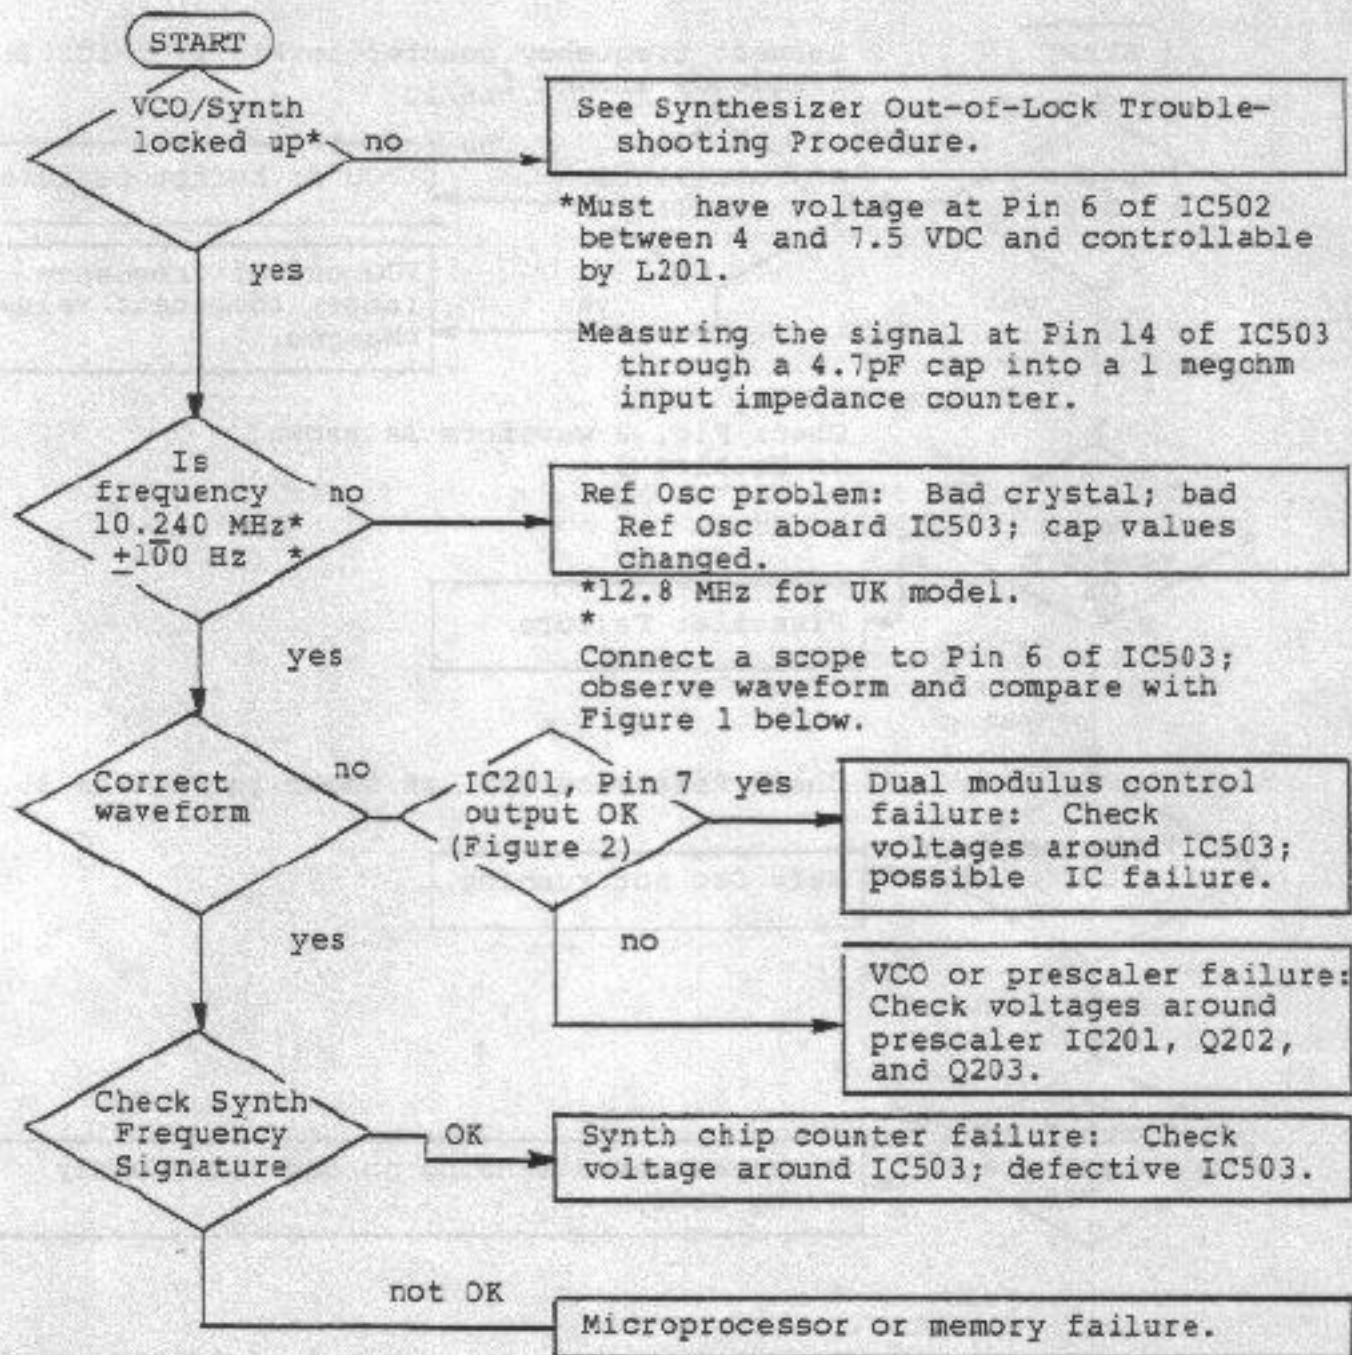 START
VCO/Synth
locked up*
no
See Synthesizer Out-of-Lock Trouble-
shooting Procedure.
*Must have voltage at Pin 6 of IC502
between 4 and 7.5 VDC and controllable
by L201.
yes
Measuring the signal at Pin 14 of IC503
through a 4.7pF cap into a 1 megohm
input impedance counter.
Is
frequency
10.240 MHz*
±100 Hz *
no
Ref Osc problem: Bad crystal; bad
Ref Osc aboard IC503; cap values
changed.
*12.8 MHz for UK model.
*
yes
Connect a scope to Pin 6 of IC503;
observe waveform and compare with
Figure 1 below.
Correct
waveform
no
IC201, Pin 7
output OK
(Figure 2)
yes
Dual modulus control
failure: Check
voltages around IC503;
possible IC failure.
yes
no
VCO or prescaler failure:
Check voltages around
prescaler IC201, Q202,
and Q203.
Check Synth
Frequency
Signature
OK
Synth chip counter failure: Check
voltage around IC503; defective IC503.
not OK
Microprocessor or memory failure.